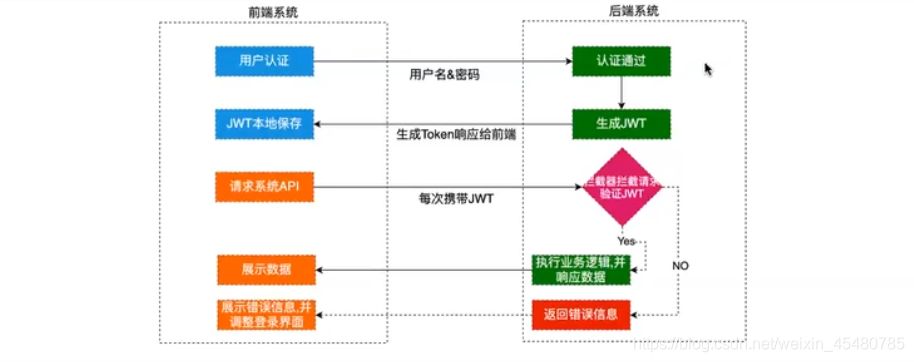 前端系统
后端系统
用户认证
用户名&密码
认证通过
JWT本地保存
生成Token响应给前端
生成JWT
请求系统API
每次携带JWT
拦截器拦截请求
验证JWT
Yes
NO
展示数据
执行业务逻辑,并
响应数据
展示错误信息,并
调整登录界面
返回错误信息
https://blog.csdn.net/weixin_45480785